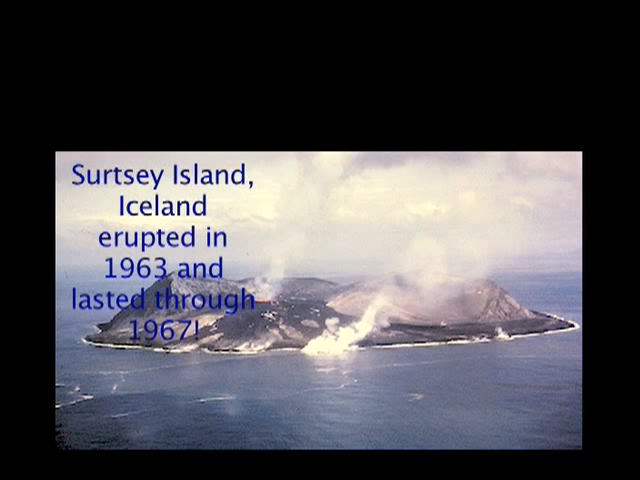 Surtsey Island,
Iceland
erupted in
1963 and
lasted through
1967!